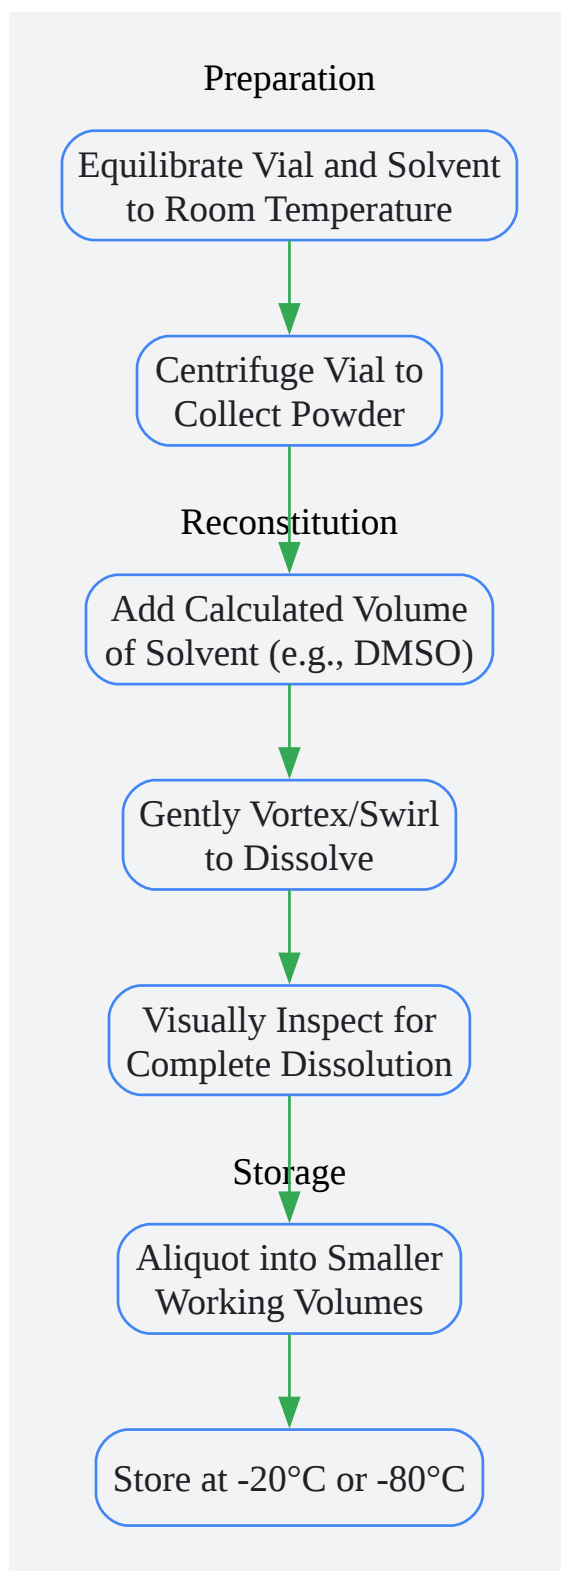 Preparation
Equilibrate Vial and Solvent
to Room Temperature
Centrifuge Vial to
Collect Powder
Reconstitution
Add Calculated Volume
of Solvent (e.g., DMSO)
Gently Vortex/Swirl
to Dissolve
Visually Inspect for
Complete Dissolution
Storage
Aliquot into Smaller
Working Volumes
Store at -20°C or -80°C